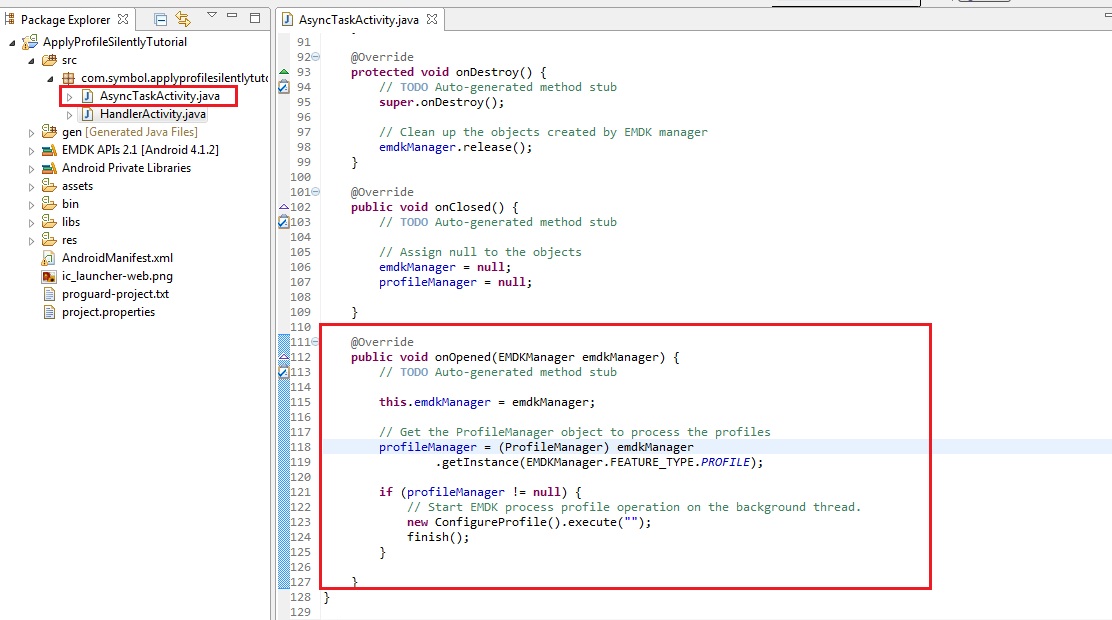 Package Explorer
ApplyProfileSilentlyTutorial
src
com.symbol.applyprofilesilentlytuto
AsyncTaskActivity.java
HandlerActivity.java
gen [Generated Java Files]
EMDK APIs 2.1 [Android 4.1.2]
Android Private Libraries
assets
bin
libs
res
AndroidManifest.xml
ic_launcher-web.png
proguard-project.txt
project.properties
AsyncTaskActivity.java
91
92 @Override
93 protected void onDestroy() {
94 // TODO Auto-generated method stub
95 super.onDestroy();
96
97 // Clean up the objects created by EMDK manager
98 emdkManager.release();
99 }
100
101 @Override
102 public void onClosed() {
103 // TODO Auto-generated method stub
104
105 // Assign null to the objects
106 emdkManager = null;
107 profileManager = null;
108
109 }
110
111 @Override
112 public void onOpened(EMDKManager emdkManager) {
113 // TODO Auto-generated method stub
114
115 this.emdkManager = emdkManager;
116
117 // Get the ProfileManager object to process the profiles
118 profileManager = (ProfileManager) emdkManager
119 .getInstance(EMDKManager.FEATURE_TYPE.PROFILE);
120
121 if (profileManager != null) {
122 // Start EMDK process profile operation on the background thread.
123 new ConfigureProfile().execute("");
124 finish();
125 }
126
127 }
128 }
129